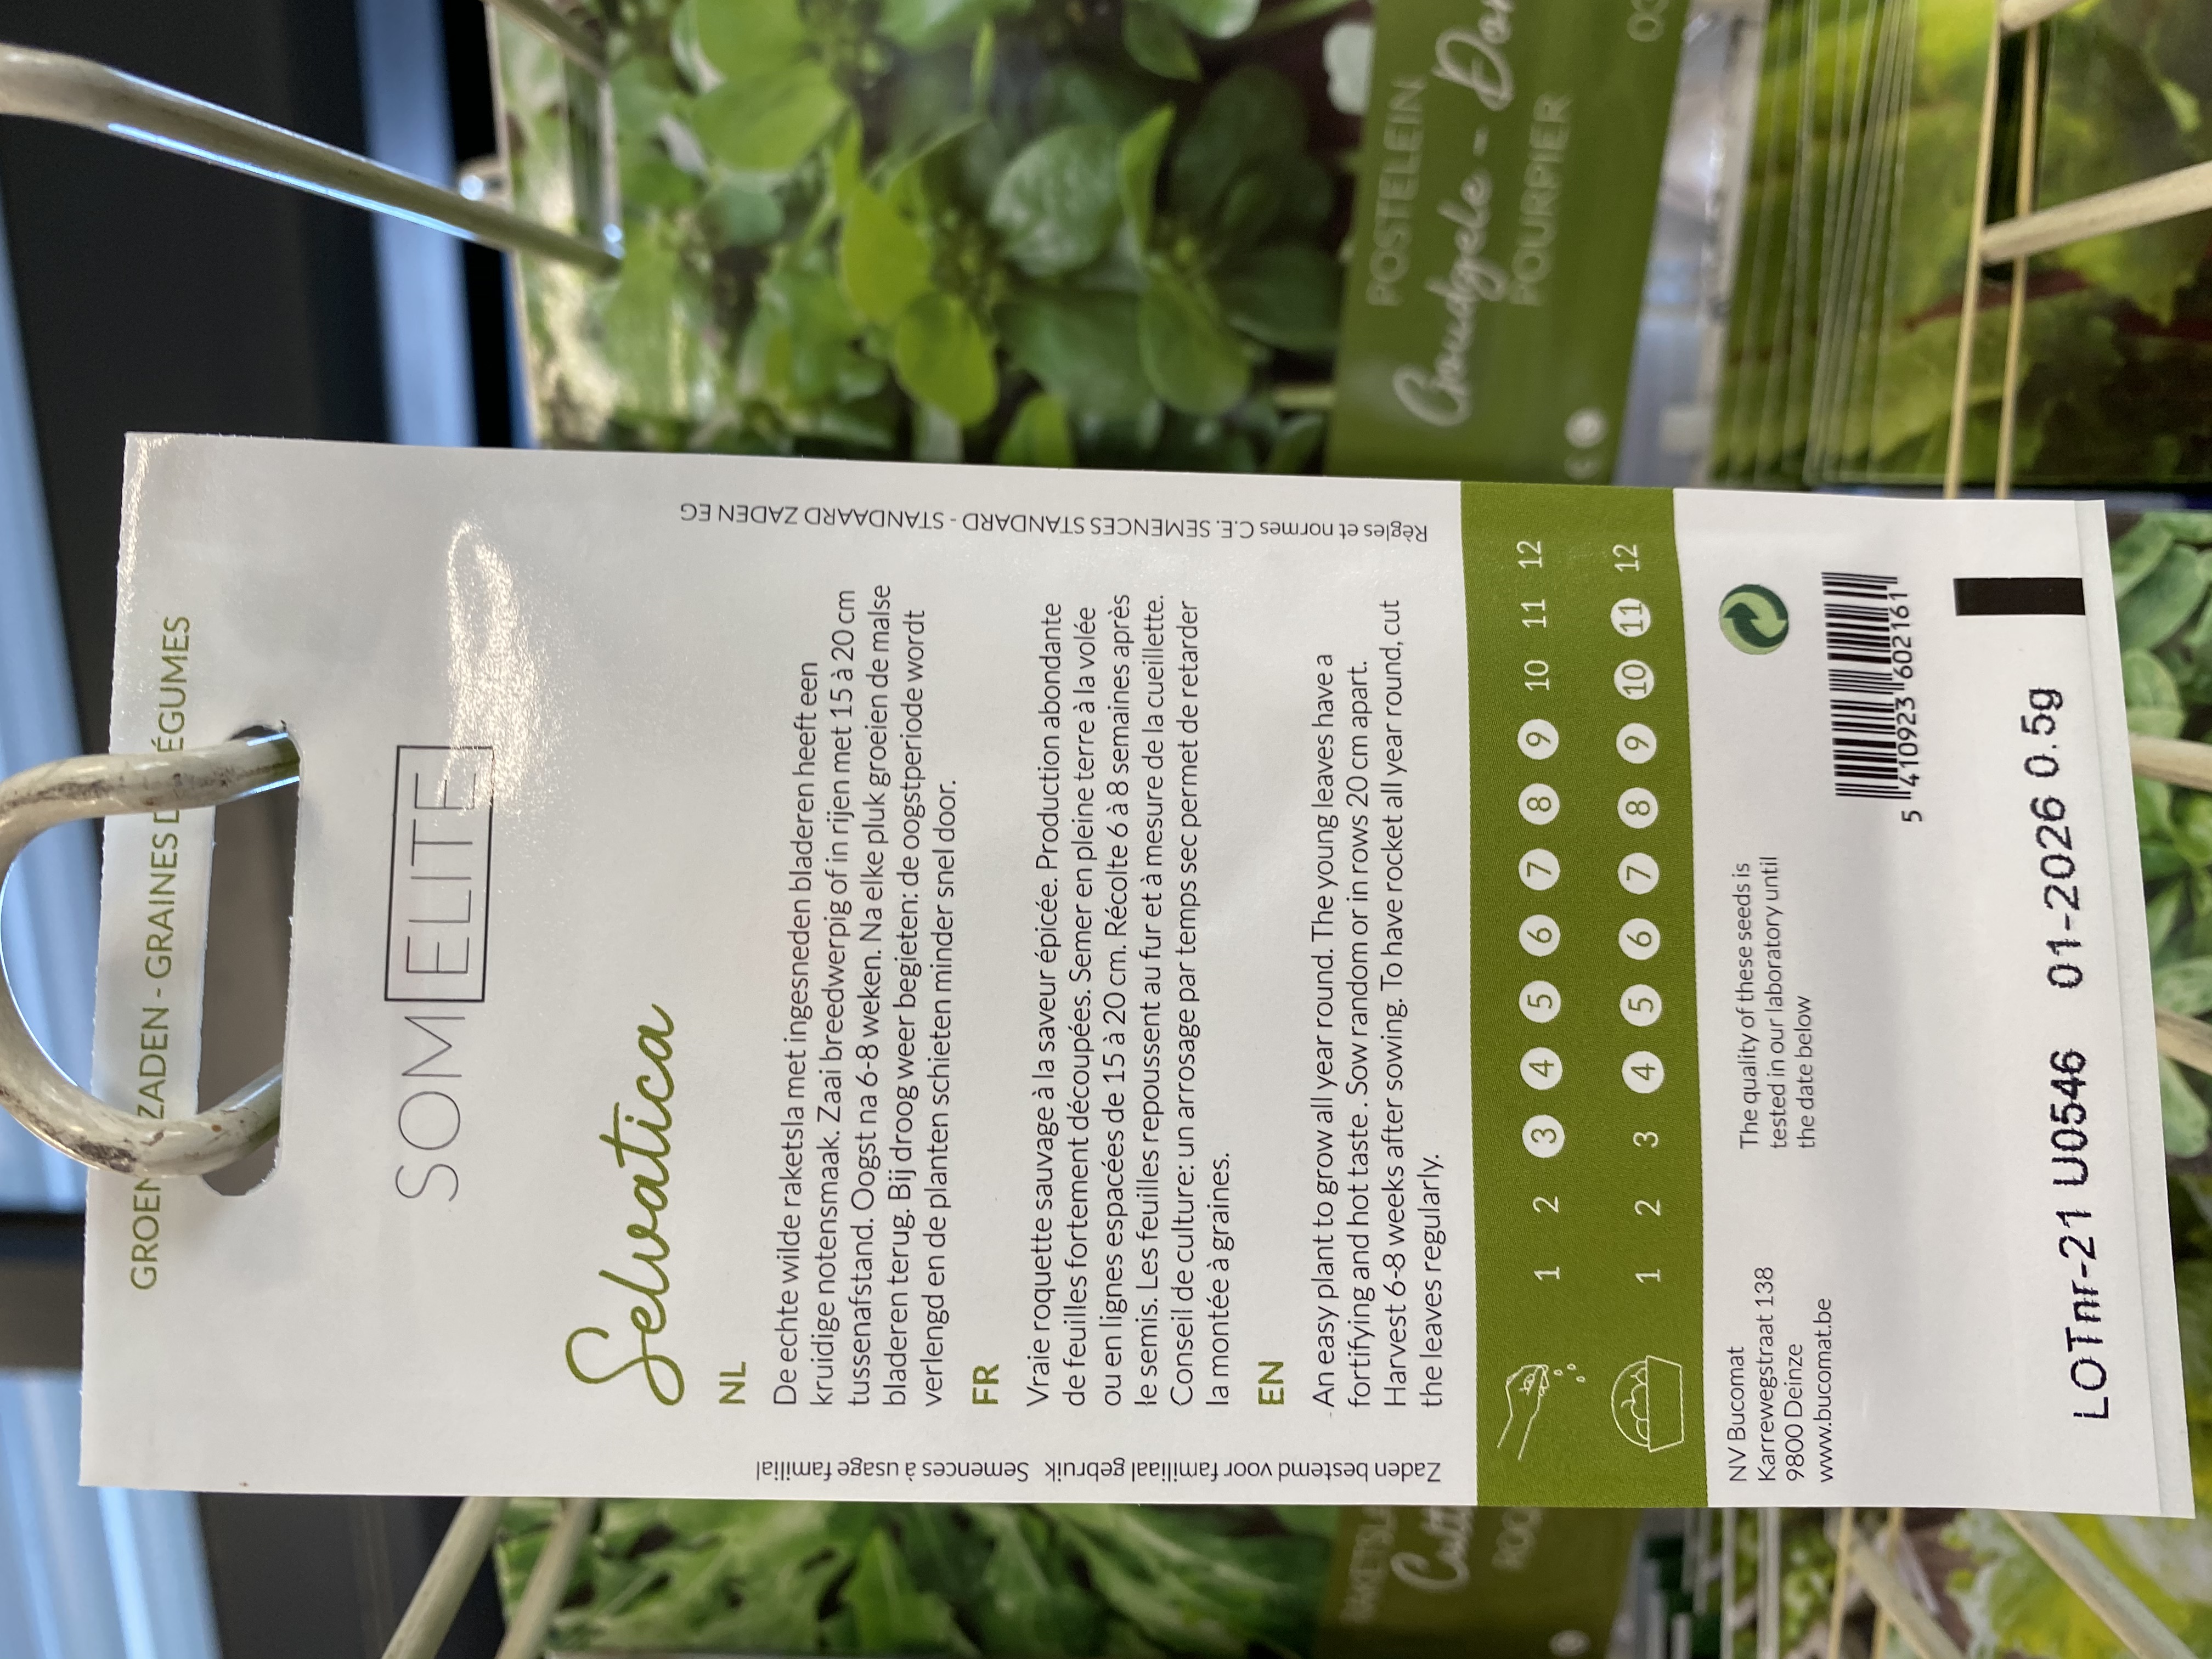 GROENZADEN - GRAINES D'ÉGUMES
SOMELITE
Selvatica
NL
De echte wilde raketsla met ingesneden bladeren heeft een
kruidige notensmaak. Zaai breedwerpig of in rijen met 15 à 20 cm
tussenafstand. Oogst na 6-8 weken. Na elke pluk groeien de malse
bladeren terug. Bij droog weer begieten: de oogstperiode wordt
verlengd en de planten schieten minder snel door.
FR
Vraie roquette sauvage à la saveur épicée. Production abondante
de feuilles fortement découpées. Semer en pleine terre à la volée
ou en lignes espacées de 15 à 20 cm. Récolte 6 à 8 semaines après
le semis. Les feuilles repoussent au fur et à mesure de la cueillette.
Conseil de culture: un arrosage par temps sec permet de retarder
la montée à graines.
EN
An easy plant to grow all year round. The young leaves have a
fortifying and hot taste . Sow random or in rows 20 cm apart.
Harvest 6-8 weeks after sowing. To have rocket all year round, cut
the leaves regularly.
Zaden bestemd voor familiaal gebruik Semences à usage familial
Règles et normes C.E. SEMENCES STANDARD - STANDAARD ZADEN EG
1 2 3 4 5 6 7 8 9 10 11 12
1 2 3 4 5 6 7 8 9 10 11 12
NV Bucomat
Karrewegstraat 138
9800 Deinze
www.bucomat.be
The quality of these seeds is
tested in our laboratory until
the date below
5 410923 602161
LOTnr-21 U0546 01-2026 0.5g
POSTELEIN
POURPIER